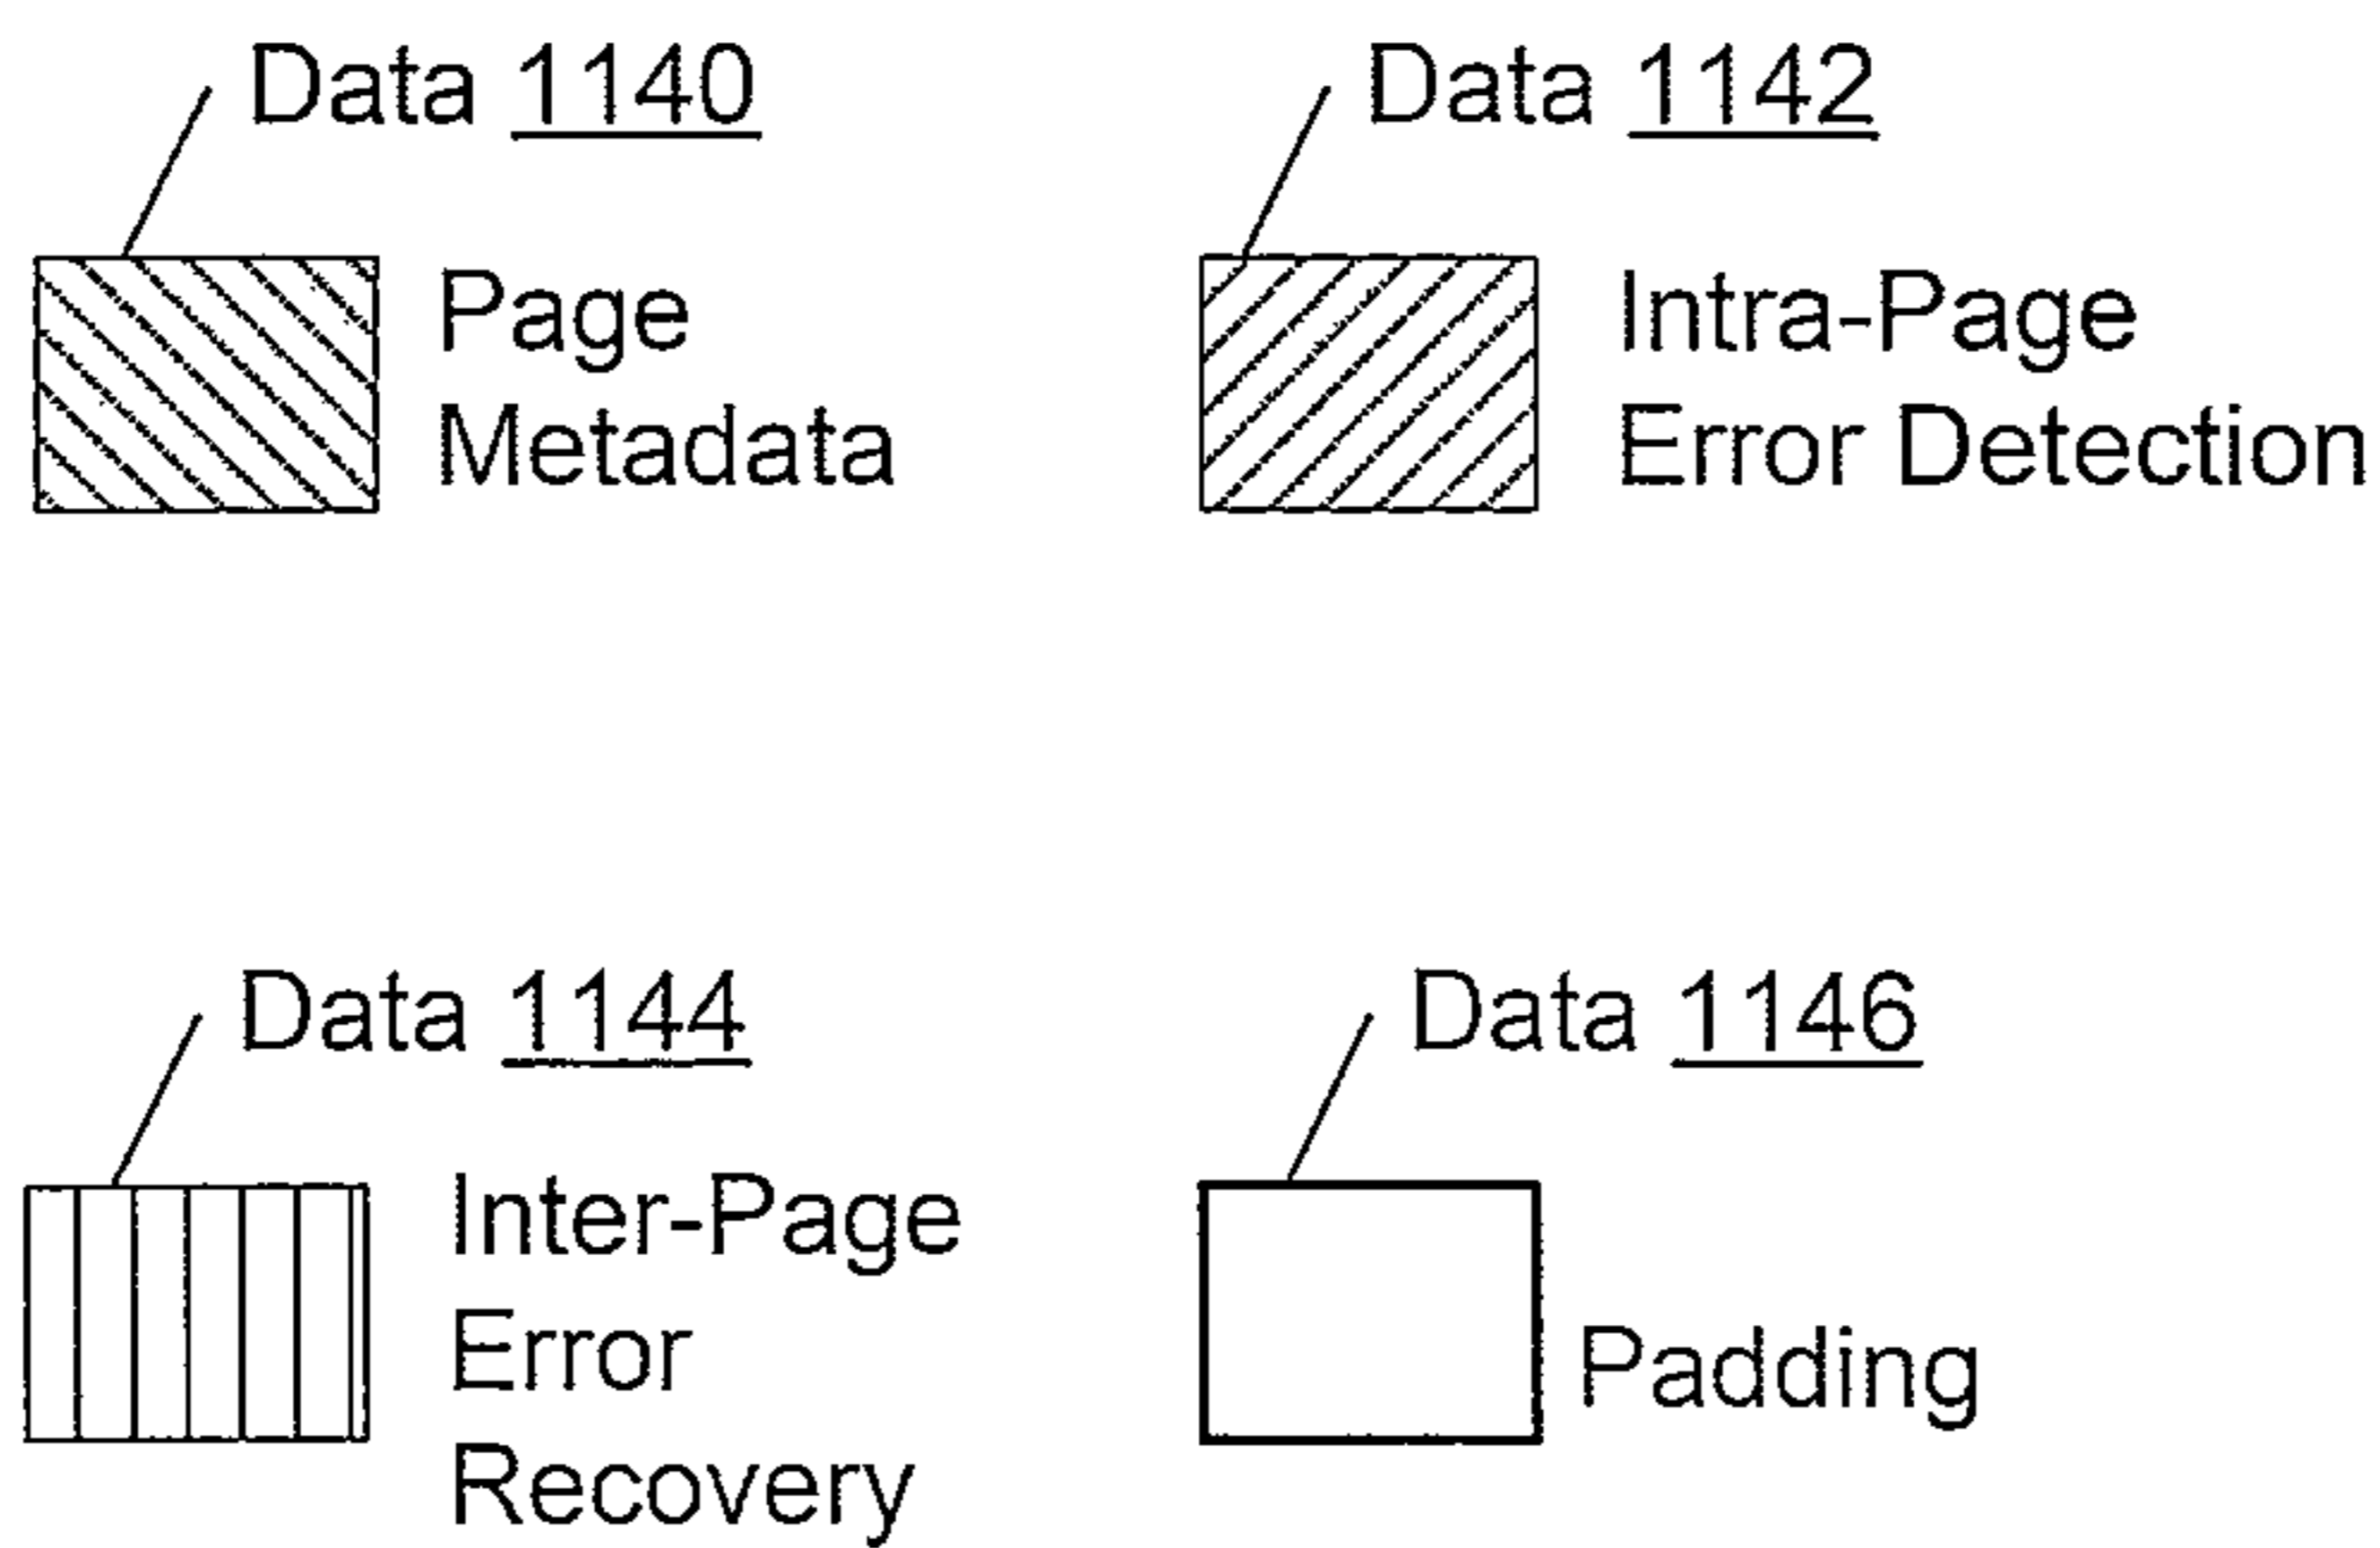 Data 1140
Page
Metadata
Data 1142
Intra-Page
Error Detection
Data 1144
Inter-Page
Error
Recovery
Data 1146
Padding